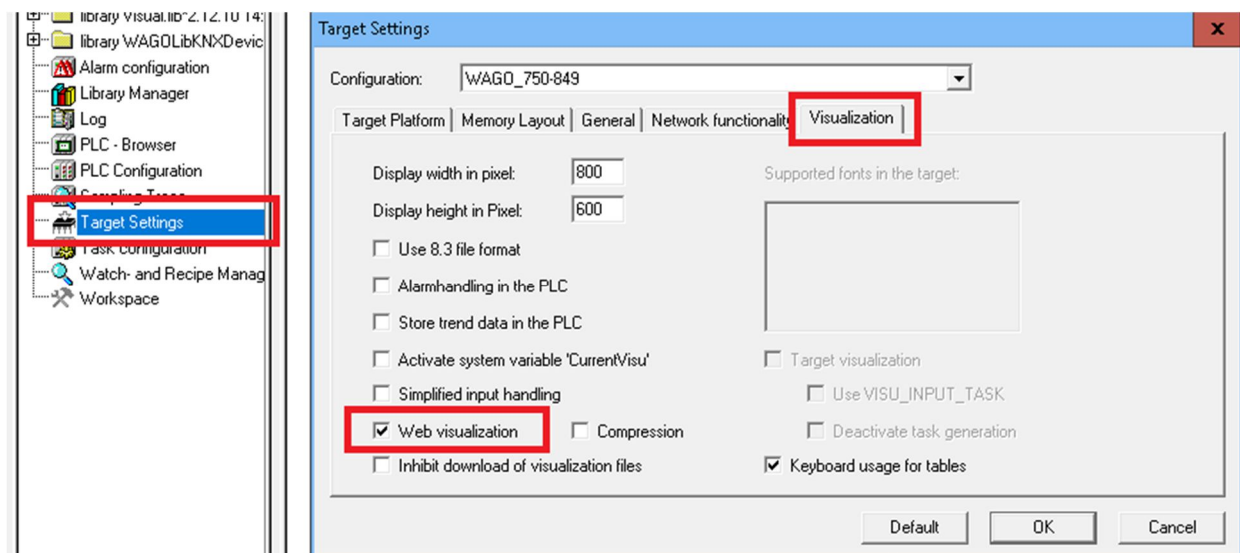 library Visual.lib*2.12.10 14:
library WAGOLibKNXDevic
Alarm configuration
Library Manager
Log
PLC - Browser
PLC Configuration
Sampling Trace
Target Settings
Task configuration
Watch- and Recipe Manag
Workspace
Target Settings
x
Configuration:
WAGO_750-849
Target Platform
Memory Layout
General
Network functionality
Visualization
Display width in pixel:
800
Supported fonts in the target:
Display height in Pixel:
600
Use 8.3 file format
Alarmhandling in the PLC
Store trend data in the PLC
Activate system variable 'CurrentVisu'
Target visualization
Simplified input handling
Use VISU_INPUT_TASK
Web visualization
Compression
Deactivate task generation
Inhibit download of visualization files
Keyboard usage for tables
Default
OK
Cancel